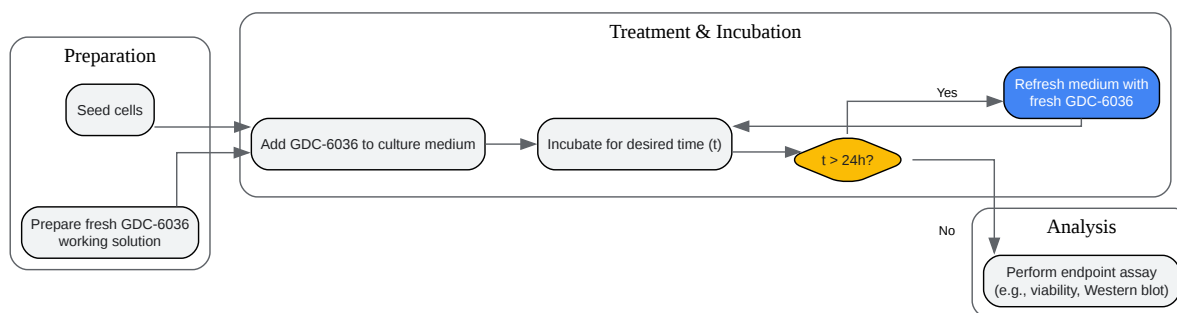 Treatment & Incubation
Preparation
Seed cells
Prepare fresh GDC-6036
working solution
Add GDC-6036 to culture medium
Incubate for desired time (t)
t > 24h?
Yes
Refresh medium with
fresh GDC-6036
No
Analysis
Perform endpoint assay
(e.g., viability, Western blot)